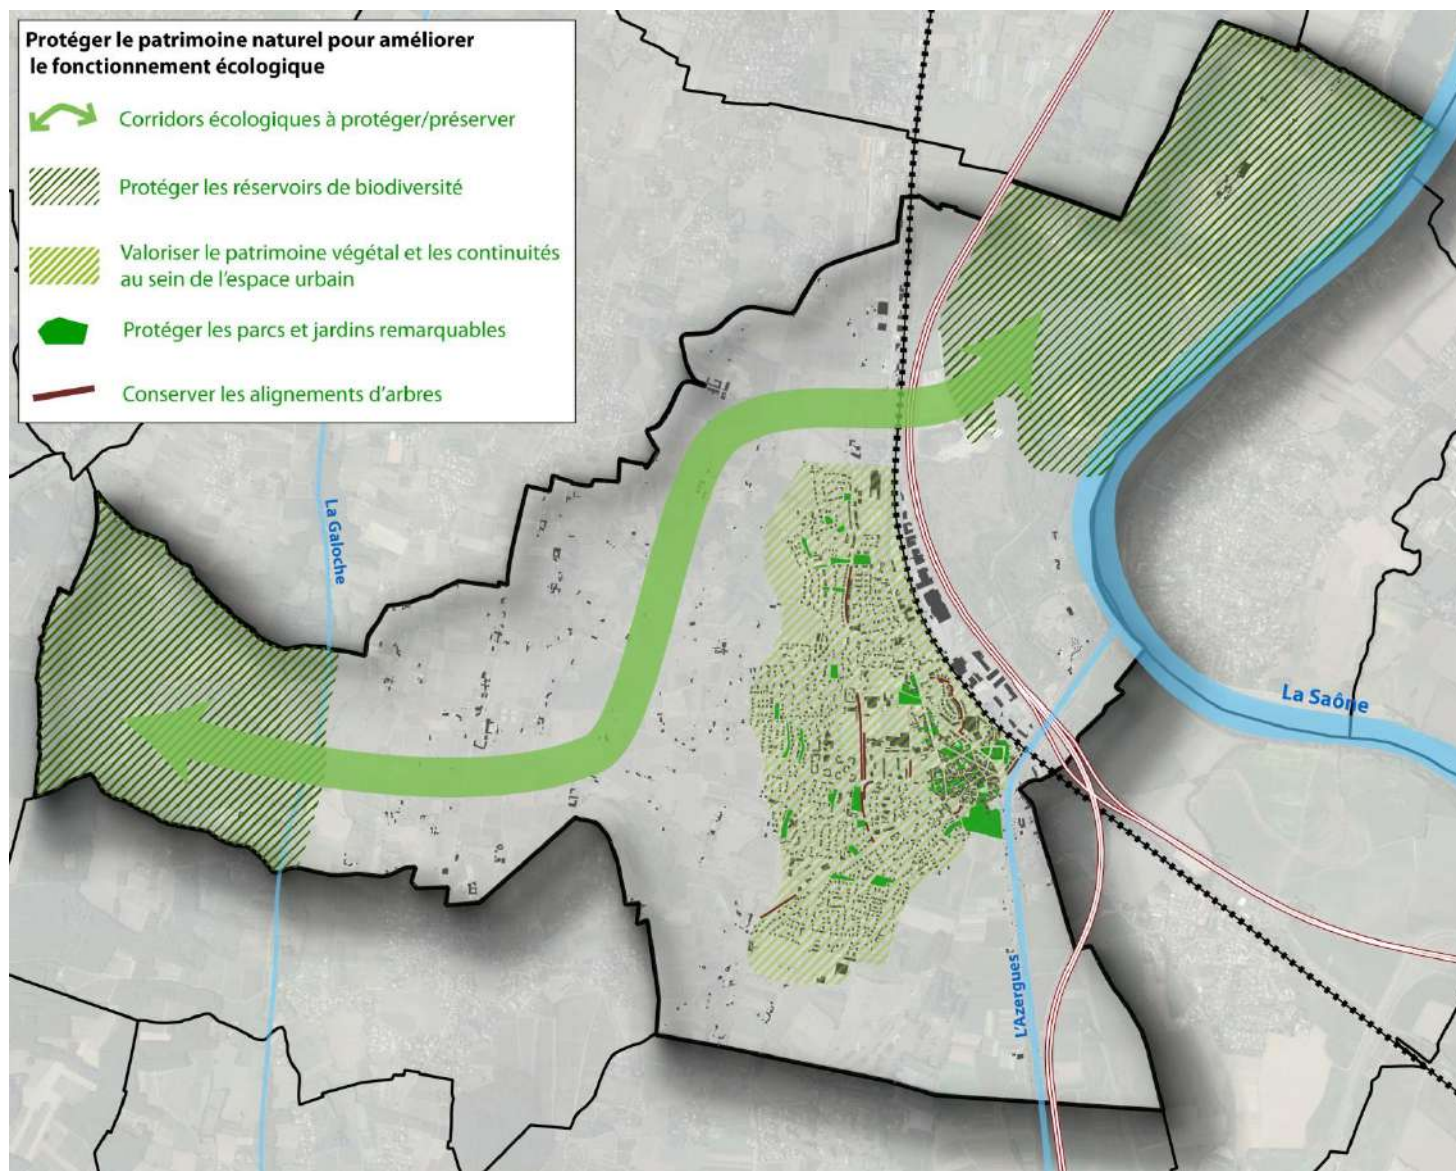 Protéger le patrimoine naturel pour améliorer
le fonctionnement écologique
Corridors écologiques à protéger/préserver
Protéger les réservoirs de biodiversité
Valoriser le patrimoine végétal et les continuités
au sein de l'espace urbain
Protéger les parcs et jardins remarquables
Conserver les alignements d'arbres
La Galoche
La Saône
L'Azergues